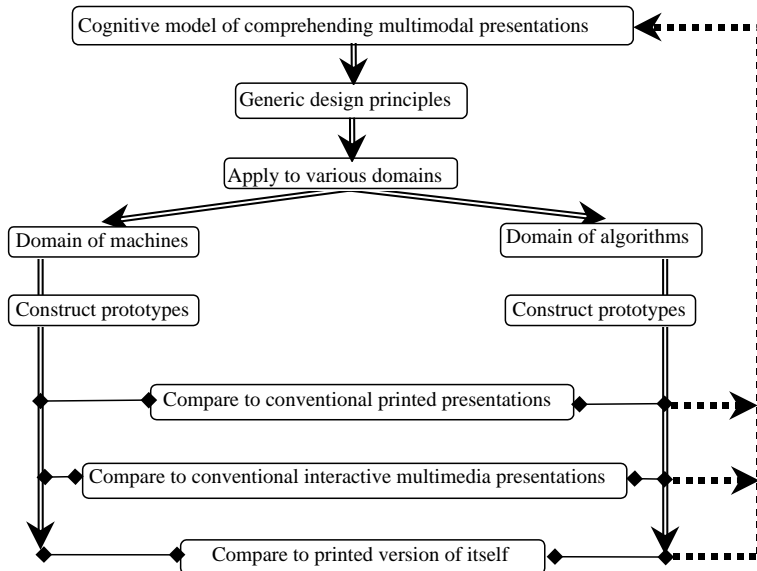 Cognitive model of comprehending multimodal presentations
Generic design principles
Apply to various domains
Domain of machines
Domain of algorithms
Construct prototypes
Construct prototypes
Compare to conventional printed presentations
Compare to conventional interactive multimedia presentations
Compare to printed version of itself